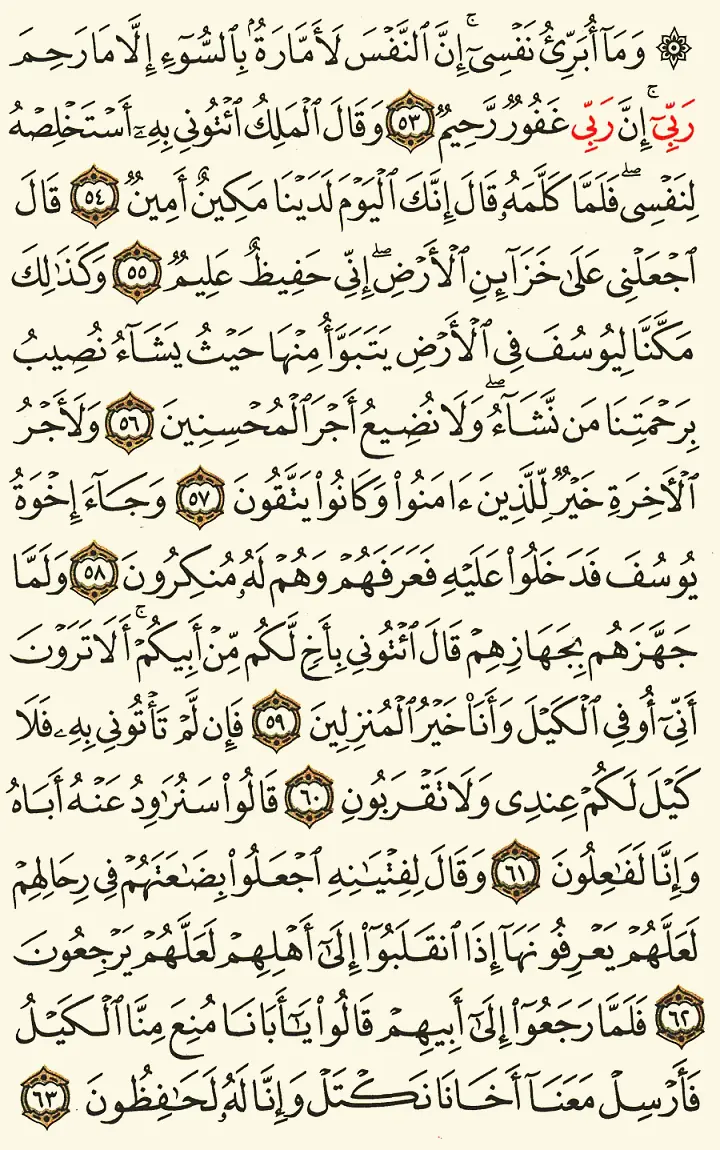 ۞ وَمَآ أُبَرِّئُ نَفۡسِيٓۚ إِنَّ ٱلنَّفۡسَ لَأَمَّارَةُۢ بِٱلسُّوٓءِ إِلَّا مَا رَحِمَ
رَبِّيٓۚ إِنَّ رَبِّي غَفُورٞ رَّحِيمٞ ٥٣ وَقَالَ ٱلۡمَلِكُ ٱئۡتُونِي بِهِۦٓ أَسۡتَخۡلِصۡهُ
لِنَفۡسِيۖ فَلَمَّا كَلَّمَهُۥ قَالَ إِنَّكَ ٱلۡيَوۡمَ لَدَيۡنَا مَكِينٌ أَمِينٞ ٥٤ قَالَ
ٱجۡعَلۡنِي عَلَىٰ خَزَآئِنِ ٱلۡأَرۡضِۖ إِنِّي حَفِيظٌ عَلِيمٞ ٥٥ وَكَذَٰلِكَ
مَكَّنَّا لِيُوسُفَ فِي ٱلۡأَرۡضِ يَتَبَوَّأُ مِنۡهَا حَيۡثُ يَشَآءُۚ نُصِيبُ
بِرَحۡمَتِنَا مَن نَّشَآءُۖ وَلَا نُضِيعُ أَجۡرَ ٱلۡمُحۡسِنِينَ ٥٦ وَلَأَجۡرُ
ٱلۡأٓخِرَةِ خَيۡرٞ لِّلَّذِينَ ءَامَنُواْ وَكَانُواْ يَتَّقُونَ ٥٧ وَجَآءَ إِخۡوَةُ
يُوسُفَ فَدَخَلُواْ عَلَيۡهِ فَعَرَفَهُمۡ وَهُمۡ لَهُۥ مُنكِرُونَ ٥٨ وَلَمَّا
جَهَّزَهُم بِجَهَازِهِمۡ قَالَ ٱئۡتُونِي بِأَخٖ لَّكُم مِّنۡ أَبِيكُمۡۚ أَلَا تَرَوۡنَ
أَنِّيٓ أُوفِي ٱلۡكَيۡلَ وَأَنَا۠ خَيۡرُ ٱلۡمُنزِلِينَ ٥٩ فَإِن لَّمۡ تَأۡتُونِي بِهِۦ فَلَا
كَيۡلَ لَكُمۡ عِندِي وَلَا تَقۡرَبُونِ ٦٠ قَالُواْ سَنُرَٰوِدُ عَنۡهُ أَبَاهُ
وَإِنَّا لَفَٰعِلُونَ ٦١ وَقَالَ لِفِتۡيَٰنِهِ ٱجۡعَلُواْ بِضَٰعَتَهُمۡ فِي رِحَالِهِمۡ
لَعَلَّهُمۡ يَعۡرِفُونَهَآ إِذَا ٱنقَلَبُوٓاْ إِلَىٰٓ أَهۡلِهِمۡ لَعَلَّهُمۡ يَرۡجِعُونَ
٦٢ فَلَمَّا رَجَعُوٓاْ إِلَىٰٓ أَبِيهِمۡ قَالُواْ يَٰٓأَبَانَا مُنِعَ مِنَّا ٱلۡكَيۡلُ
فَأَرۡسِلۡ مَعَنَآ أَخَانَا نَكۡتَلۡ وَإِنَّا لَهُۥ لَحَٰفِظُونَ ٦٣